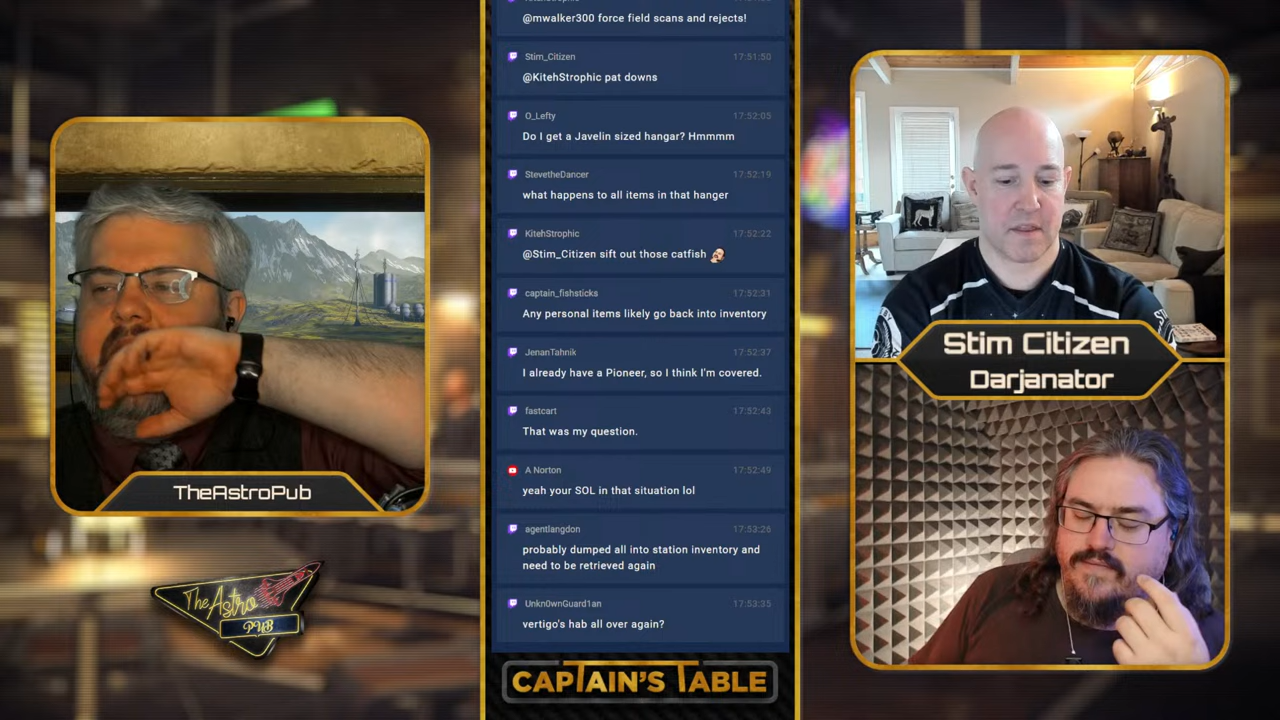 @mwalker300 force field scans and rejects!
Stim_Citizen 17:51:50
@KitehStrophic pat downs
O_Lefty 17:52:05
Do I get a Javelin sized hangar? Hmmmm
StevetheDancer 17:52:19
what happens to all items in that hanger
KitehStrophic 17:52:22
@Stim_Citizen sift out those catfish
captain_fishsticks 17:52:31
Any personal items likely go back into inventory
JenanTahnik 17:52:37
I already have a Pioneer, so I think I'm covered.
fastcart 17:52:43
That was my question.
A Norton 17:52:49
yeah your SOL in that situation lol
agentlangdon 17:53:26
probably dumped all into station inventory and
need to be retrieved again
Unkn0wnGuard1an 17:53:35
vertigo's hab all over again?
CAPTAIN'S TABLE
TheAstroPub
TheAstro
PUB
Stim Citizen
Darjanator